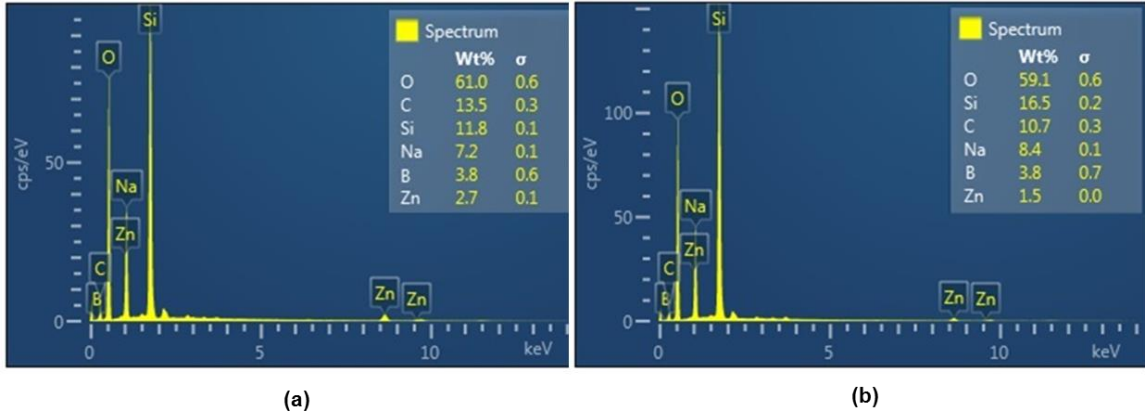 Si
O
Na
Zn
C
B
Zn
Zn
Spectrum
Wt% σ
O 61.0 0.6
C 13.5 0.3
Si 11.8 0.1
Na 7.2 0.1
B 3.8 0.6
Zn 2.7 0.1
cps/eV
50
0
0 5 10 keV
(a)
Si
O
Na
Zn
C
B
Zn
Zn
Spectrum
Wt% σ
O 59.1 0.6
Si 16.5 0.2
C 10.7 0.3
Na 8.4 0.1
B 3.8 0.7
Zn 1.5 0.0
cps/eV
100
50
0
0 5 10 keV
(b)